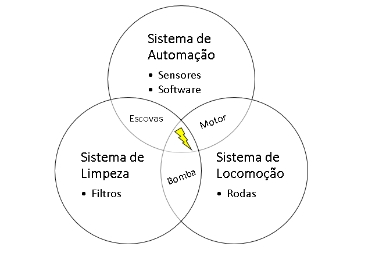 Sistema de
Automação
• Sensores
• Software
Escovas
Motor
Sistema de
Limpeza
• Filtros
Bomba
Sistema de
Locomoção
• Rodas